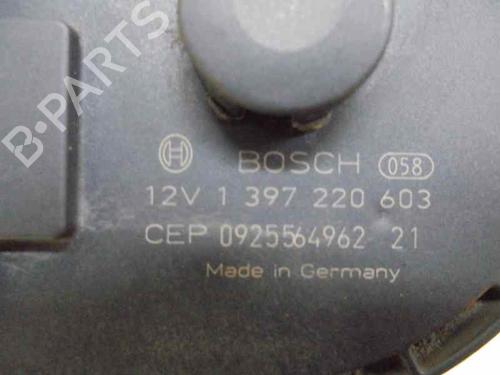 BOSCH 058
12V 1 397 220 603
CEP 0925564962 21
Made in Germany
B-PARTS